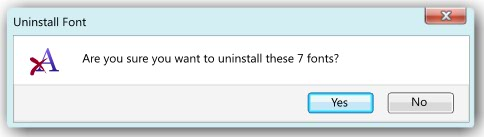 Uninstall Font
Are you sure you want to uninstall these 7 fonts?
Yes
No